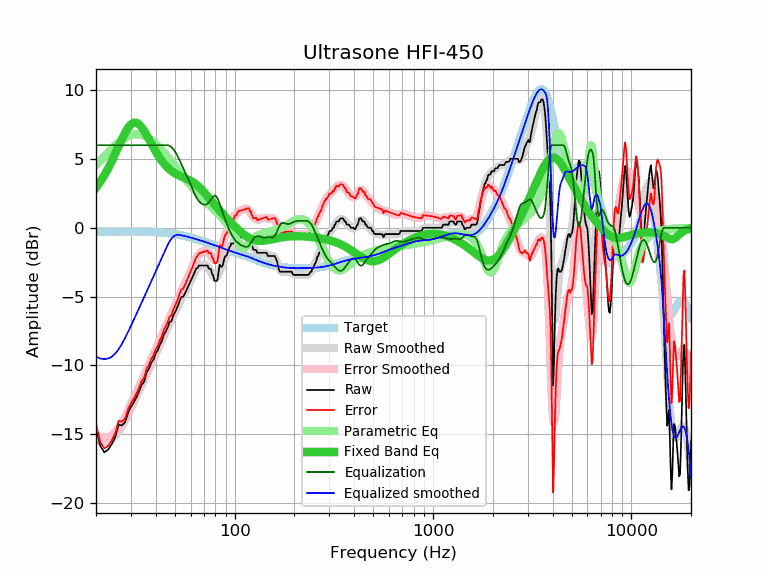 Ultrasone HFI-450
10
5
0
−5
−10
−15
−20
Amplitude (dBr)
Target
Raw Smoothed
Error Smoothed
Raw
Error
Parametric Eq
Fixed Band Eq
Equalization
Equalized smoothed
100
1000
10000
Frequency (Hz)